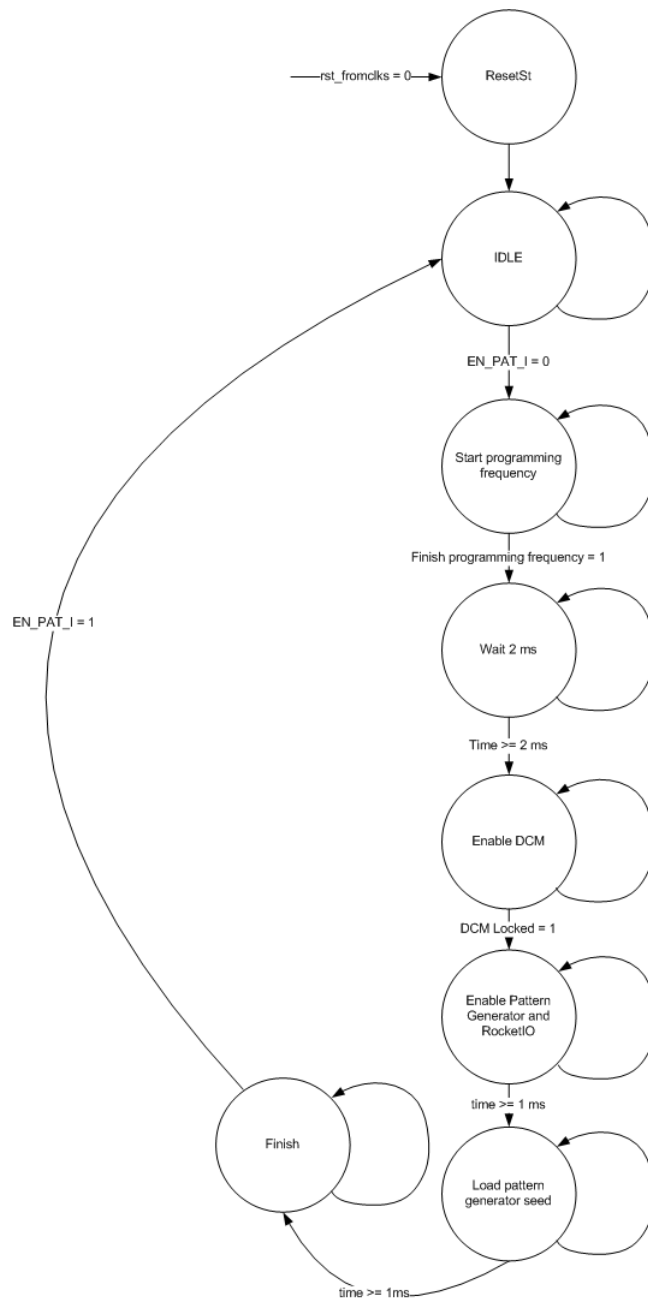 rst_fromclks = 0
ResetSt
IDLE
EN_PAT_I = 0
Start programming
frequency
Finish programming frequency = 1
EN_PAT_I = 1
Wait 2 ms
Time >= 2 ms
Enable DCM
DCM Locked = 1
Enable Pattern
Generator and
RocketIO
time >= 1 ms
Finish
Load pattern
generator seed
time >= 1ms